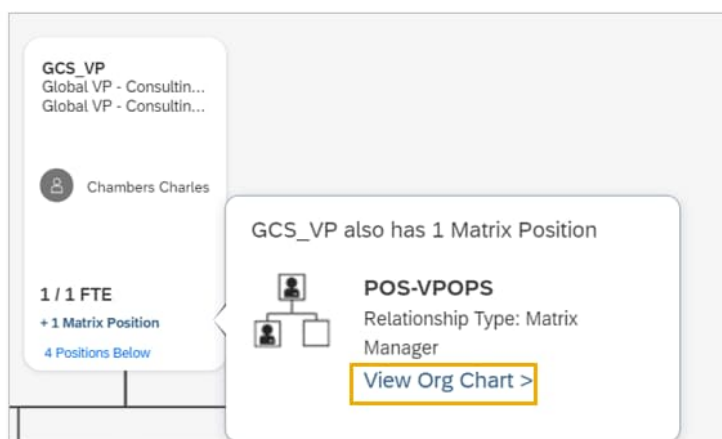 GCS_VP
Global VP - Consultin...
Global VP - Consultin...
Chambers Charles
1 / 1 FTE
+ 1 Matrix Position
4 Positions Below
GCS_VP also has 1 Matrix Position
POS-VPOPS
Relationship Type: Matrix
Manager
View Org Chart >